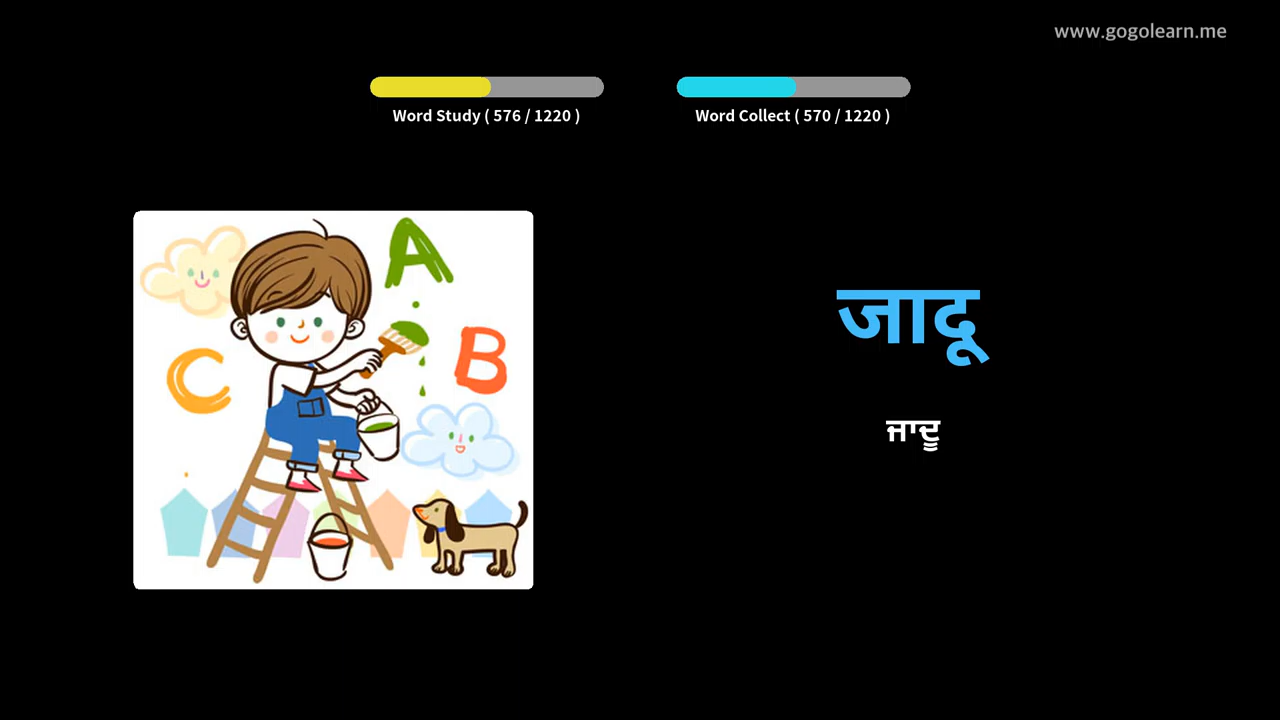 www.gogolearn.me
Word Study ( 576 / 1220 )
Word Collect ( 570 / 1220 )
A
B
C
जादू
ਜਾਦੂ